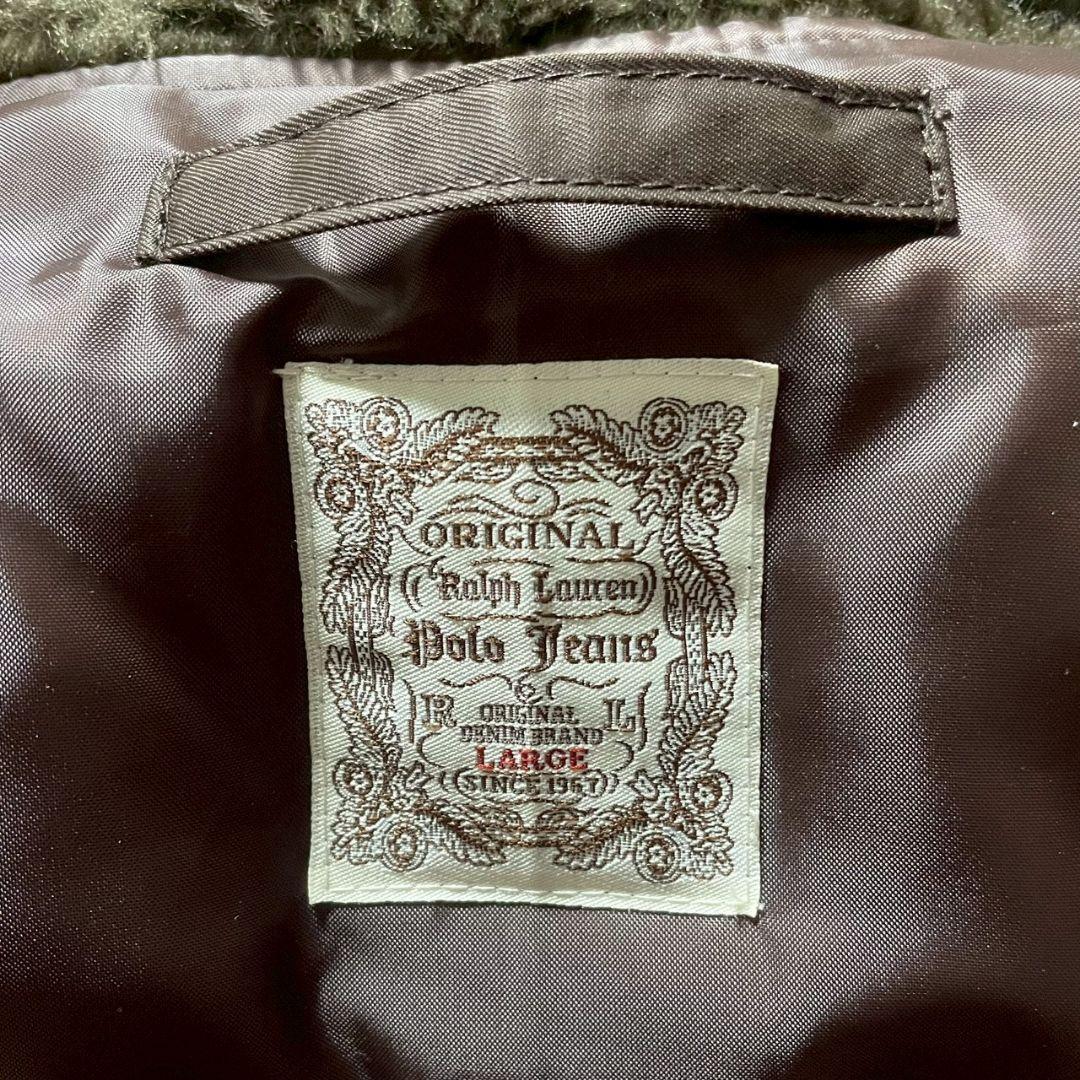 ORIGINAL
Ralph Lauren
Polo Jeans
R L
ORIGINAL
DENIM BRAND
LARGE
SINCE 1967